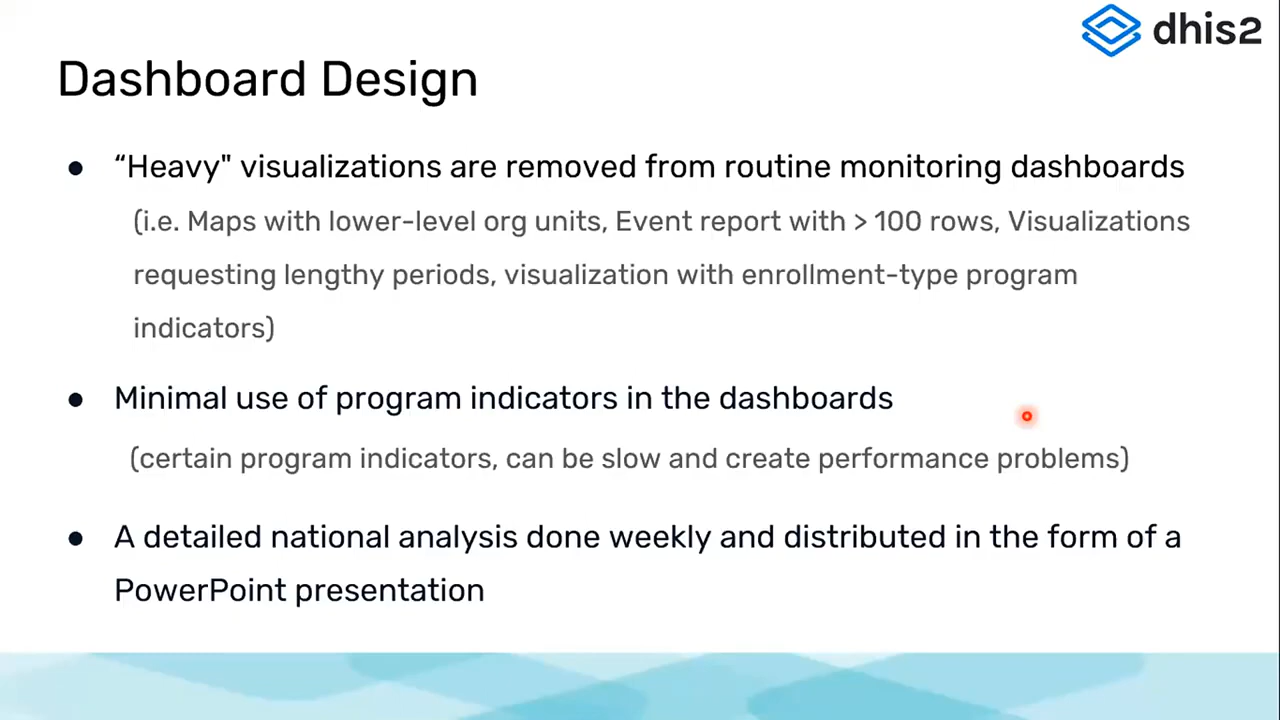 dhis2
Dashboard Design
● “Heavy" visualizations are removed from routine monitoring dashboards
(i.e. Maps with lower-level org units, Event report with > 100 rows, Visualizations
requesting lengthy periods, visualization with enrollment-type program
indicators)
● Minimal use of program indicators in the dashboards
(certain program indicators, can be slow and create performance problems)
● A detailed national analysis done weekly and distributed in the form of a
PowerPoint presentation